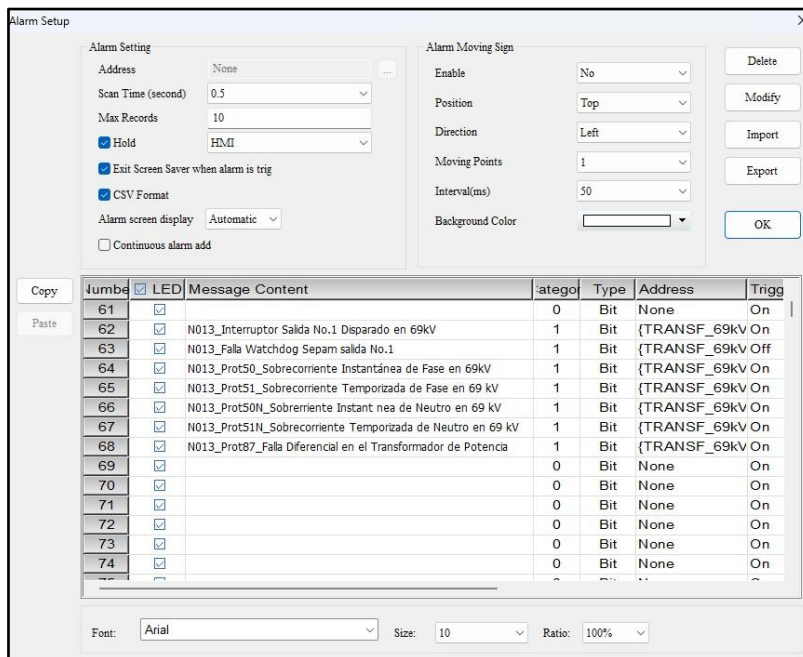 Alarm Setup
Alarm Setting
Address None ...
Scan Time (second) 0.5
Max Records 10
Hold HMI
Exit Screen Saver when alarm is trig
CSV Format
Alarm screen display Automatic
Continuous alarm add
Alarm Moving Sign
Enable No
Position Top
Direction Left
Moving Points 1
Interval(ms) 50
Background Color
Delete
Modify
Import
Export
OK
Copy
Paste
Numbe LED Message Content :atego Type Address Trigg
61 0 Bit None On
62 N013_Interruptor Salida No.1 Disparado en 69kV 1 Bit {TRANSF_69kV On
63 N013_Falla Watchdog Sepam salida No.1 1 Bit {TRANSF_69kV Off
64 N013_Prot50_Sobrecorriente Instantánea de Fase en 69kV 1 Bit {TRANSF_69kV On
65 N013_Prot51_Sobrecorriente Temporizada de Fase en 69 kV 1 Bit {TRANSF_69kV On
66 N013_Prot50N_Sobrerriente Instant nea de Neutro en 69 kV 1 Bit {TRANSF_69kV On
67 N013_Prot51N_Sobrecorriente Temporizada de Neutro en 69 kV 1 Bit {TRANSF_69kV On
68 N013_Prot87_Falla Diferencial en el Transformador de Potencia 1 Bit {TRANSF_69kV On
69 0 Bit None On
70 0 Bit None On
71 0 Bit None On
72 0 Bit None On
73 0 Bit None On
74 0 Bit None On
Font: Arial Size: 10 Ratio: 100%